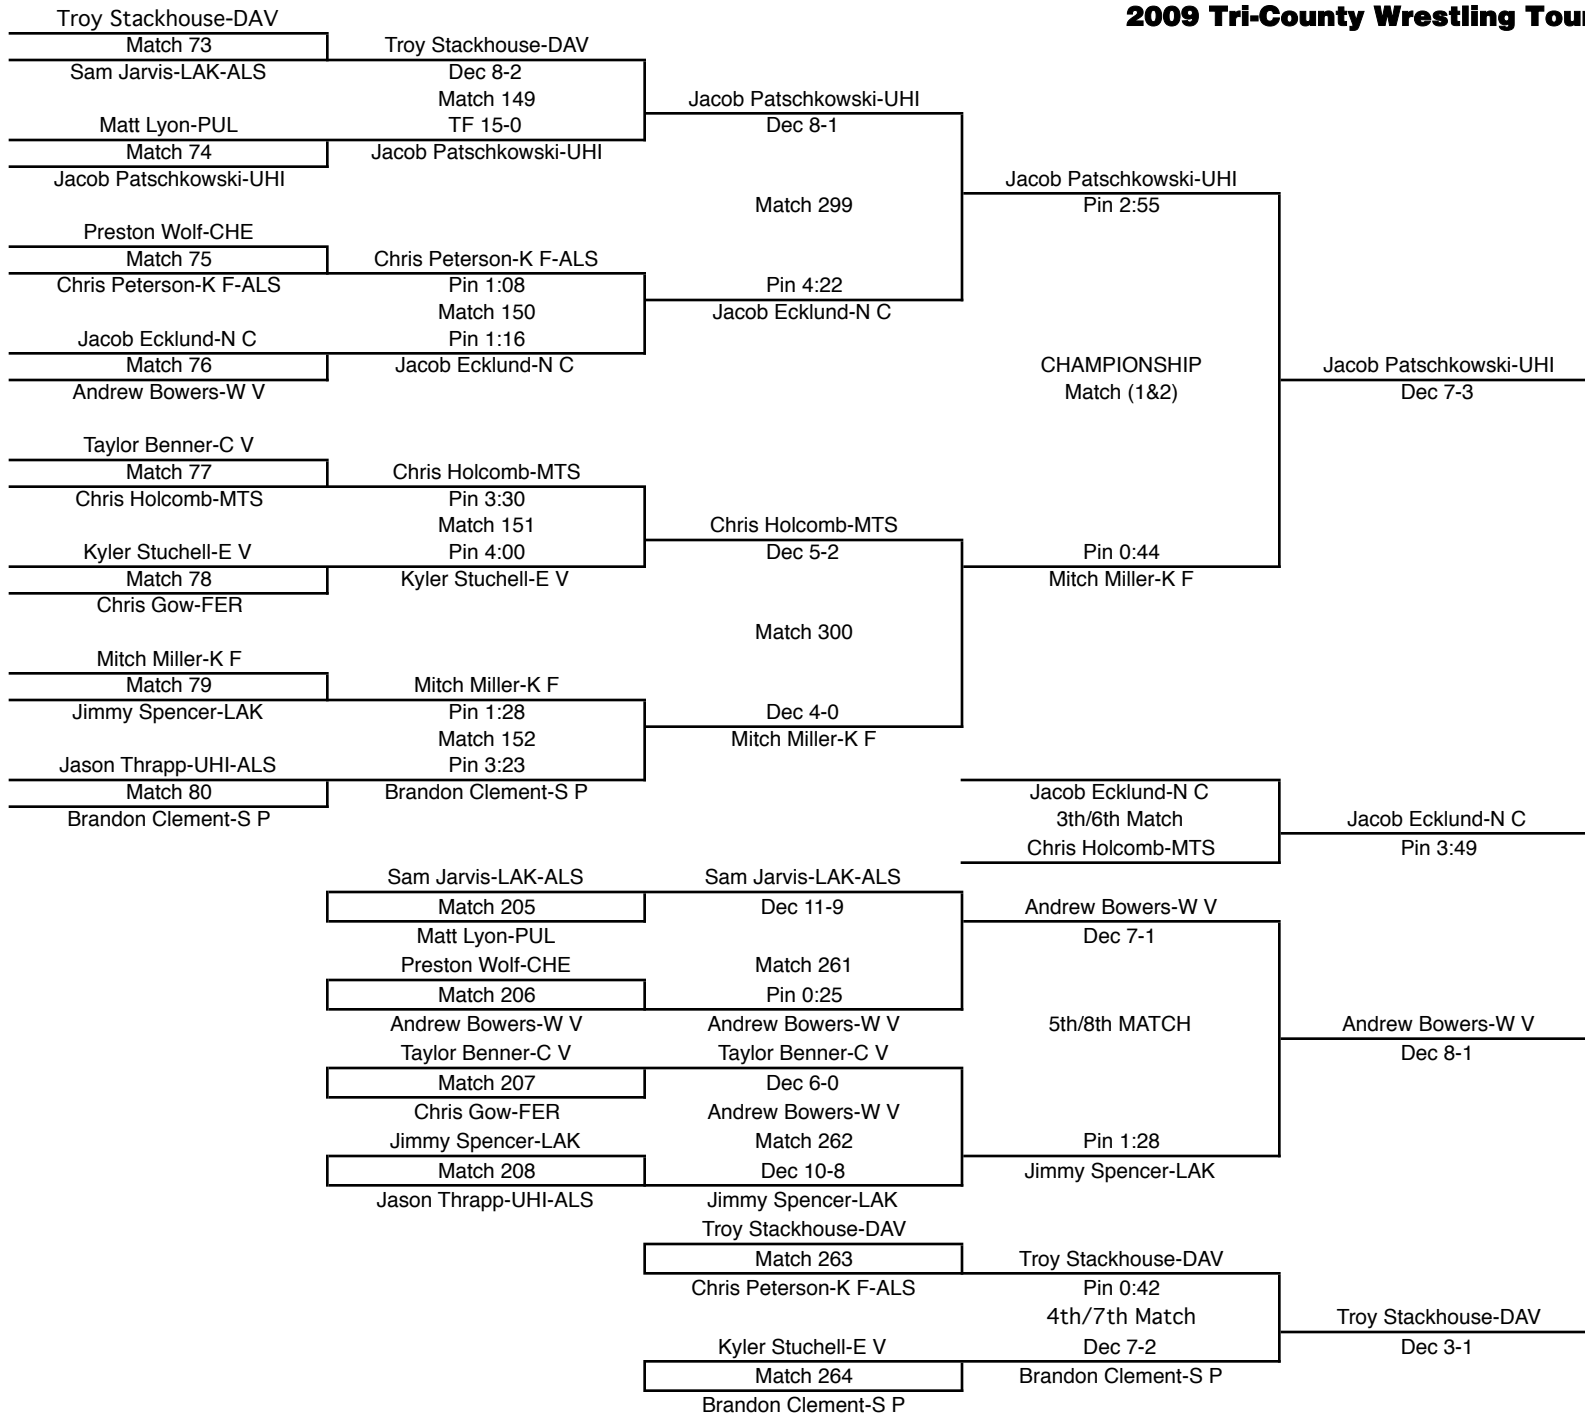 2009 Tri-County Wrestling Tour
Troy Stackhouse-DAV
Match 73
Sam Jarvis-LAK-ALS
Matt Lyon-PUL
Match 74
Jacob Patschkowski-UHI
Preston Wolf-CHE
Match 75
Chris Peterson-K F-ALS
Jacob Ecklund-N C
Match 76
Andrew Bowers-W V
Taylor Benner-C V
Match 77
Chris Holcomb-MTS
Kyler Stuchell-E V
Match 78
Chris Gow-FER
Mitch Miller-K F
Match 79
Jimmy Spencer-LAK
Jason Thrapp-UHI-ALS
Match 80
Brandon Clement-S P
Troy Stackhouse-DAV
Dec 8-2
Match 149
TF 15-0
Jacob Patschkowski-UHI
Chris Peterson-K F-ALS
Pin 1:08
Match 150
Pin 1:16
Jacob Ecklund-N C
Chris Holcomb-MTS
Pin 3:30
Match 151
Pin 4:00
Kyler Stuchell-E V
Mitch Miller-K F
Pin 1:28
Match 152
Pin 3:23
Brandon Clement-S P
Jacob Patschkowski-UHI
Dec 8-1
Match 299
Pin 4:22
Jacob Ecklund-N C
Chris Holcomb-MTS
Dec 5-2
Match 300
Dec 4-0
Mitch Miller-K F
Jacob Patschkowski-UHI
Pin 2:55
CHAMPIONSHIP
Match (1&2)
Pin 0:44
Mitch Miller-K F
Jacob Patschkowski-UHI
Dec 7-3
Jacob Ecklund-N C
3th/6th Match
Chris Holcomb-MTS
Jacob Ecklund-N C
Pin 3:49
Sam Jarvis-LAK-ALS
Match 205
Matt Lyon-PUL
Preston Wolf-CHE
Match 206
Andrew Bowers-W V
Taylor Benner-C V
Match 207
Chris Gow-FER
Jimmy Spencer-LAK
Match 208
Jason Thrapp-UHI-ALS
Sam Jarvis-LAK-ALS
Dec 11-9
Match 261
Pin 0:25
Andrew Bowers-W V
Taylor Benner-C V
Dec 6-0
Andrew Bowers-W V
Match 262
Dec 10-8
Jimmy Spencer-LAK
Andrew Bowers-W V
Dec 7-1
5th/8th MATCH
Pin 1:28
Jimmy Spencer-LAK
Andrew Bowers-W V
Dec 8-1
Troy Stackhouse-DAV
Match 263
Chris Peterson-K F-ALS
Kyler Stuchell-E V
Match 264
Brandon Clement-S P
Troy Stackhouse-DAV
Pin 0:42
4th/7th Match
Dec 7-2
Brandon Clement-S P
Troy Stackhouse-DAV
Dec 3-1